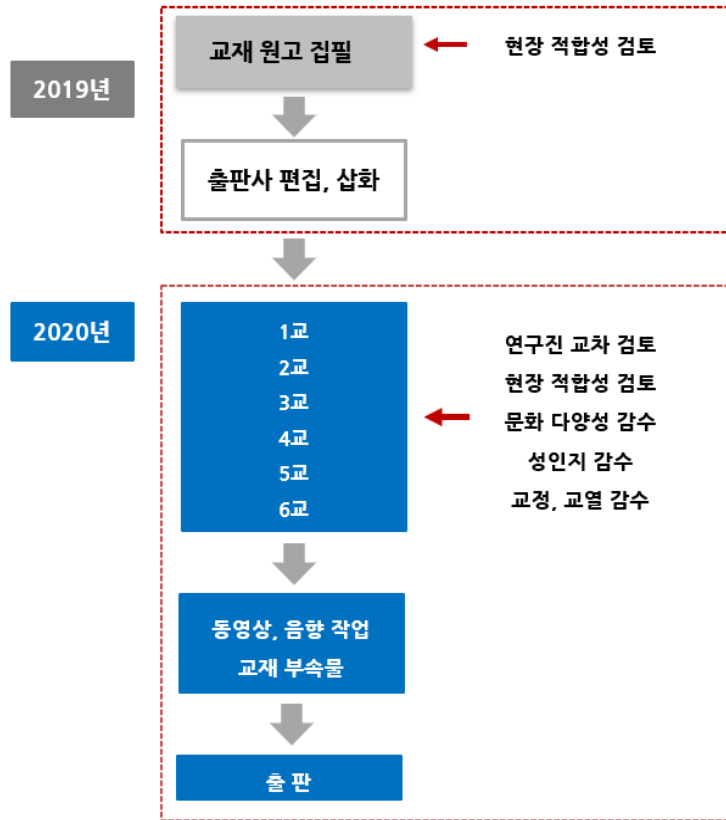 교재 원고 집필
현장 적합성 검토
2019년
출판사 편집, 삽화
2020년
1교
2교
3교
4교
5교
6교
연구진 교차 검토
현장 적합성 검토
문화 다양성 감수
성인지 감수
교정, 교열 감수
동영상, 음향 작업
교재 부속물
출 판